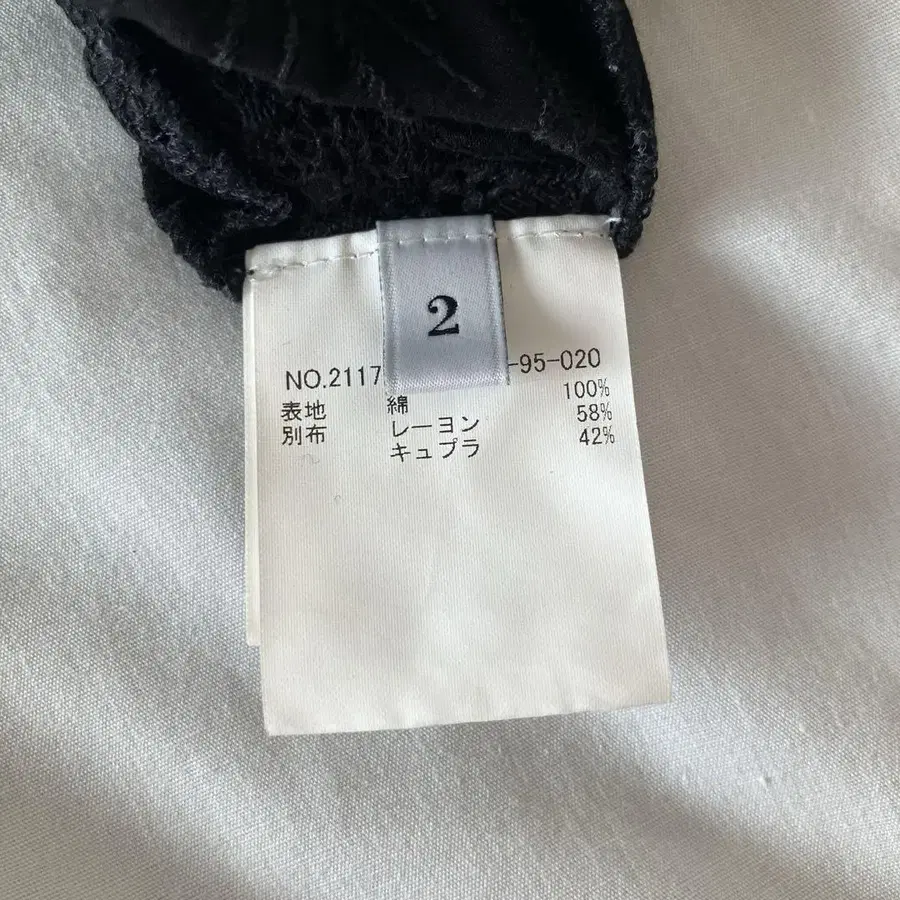 2
NO.2117 -95-020
表地 綿 100%
別布 レーヨン 58%
キュプラ 42%